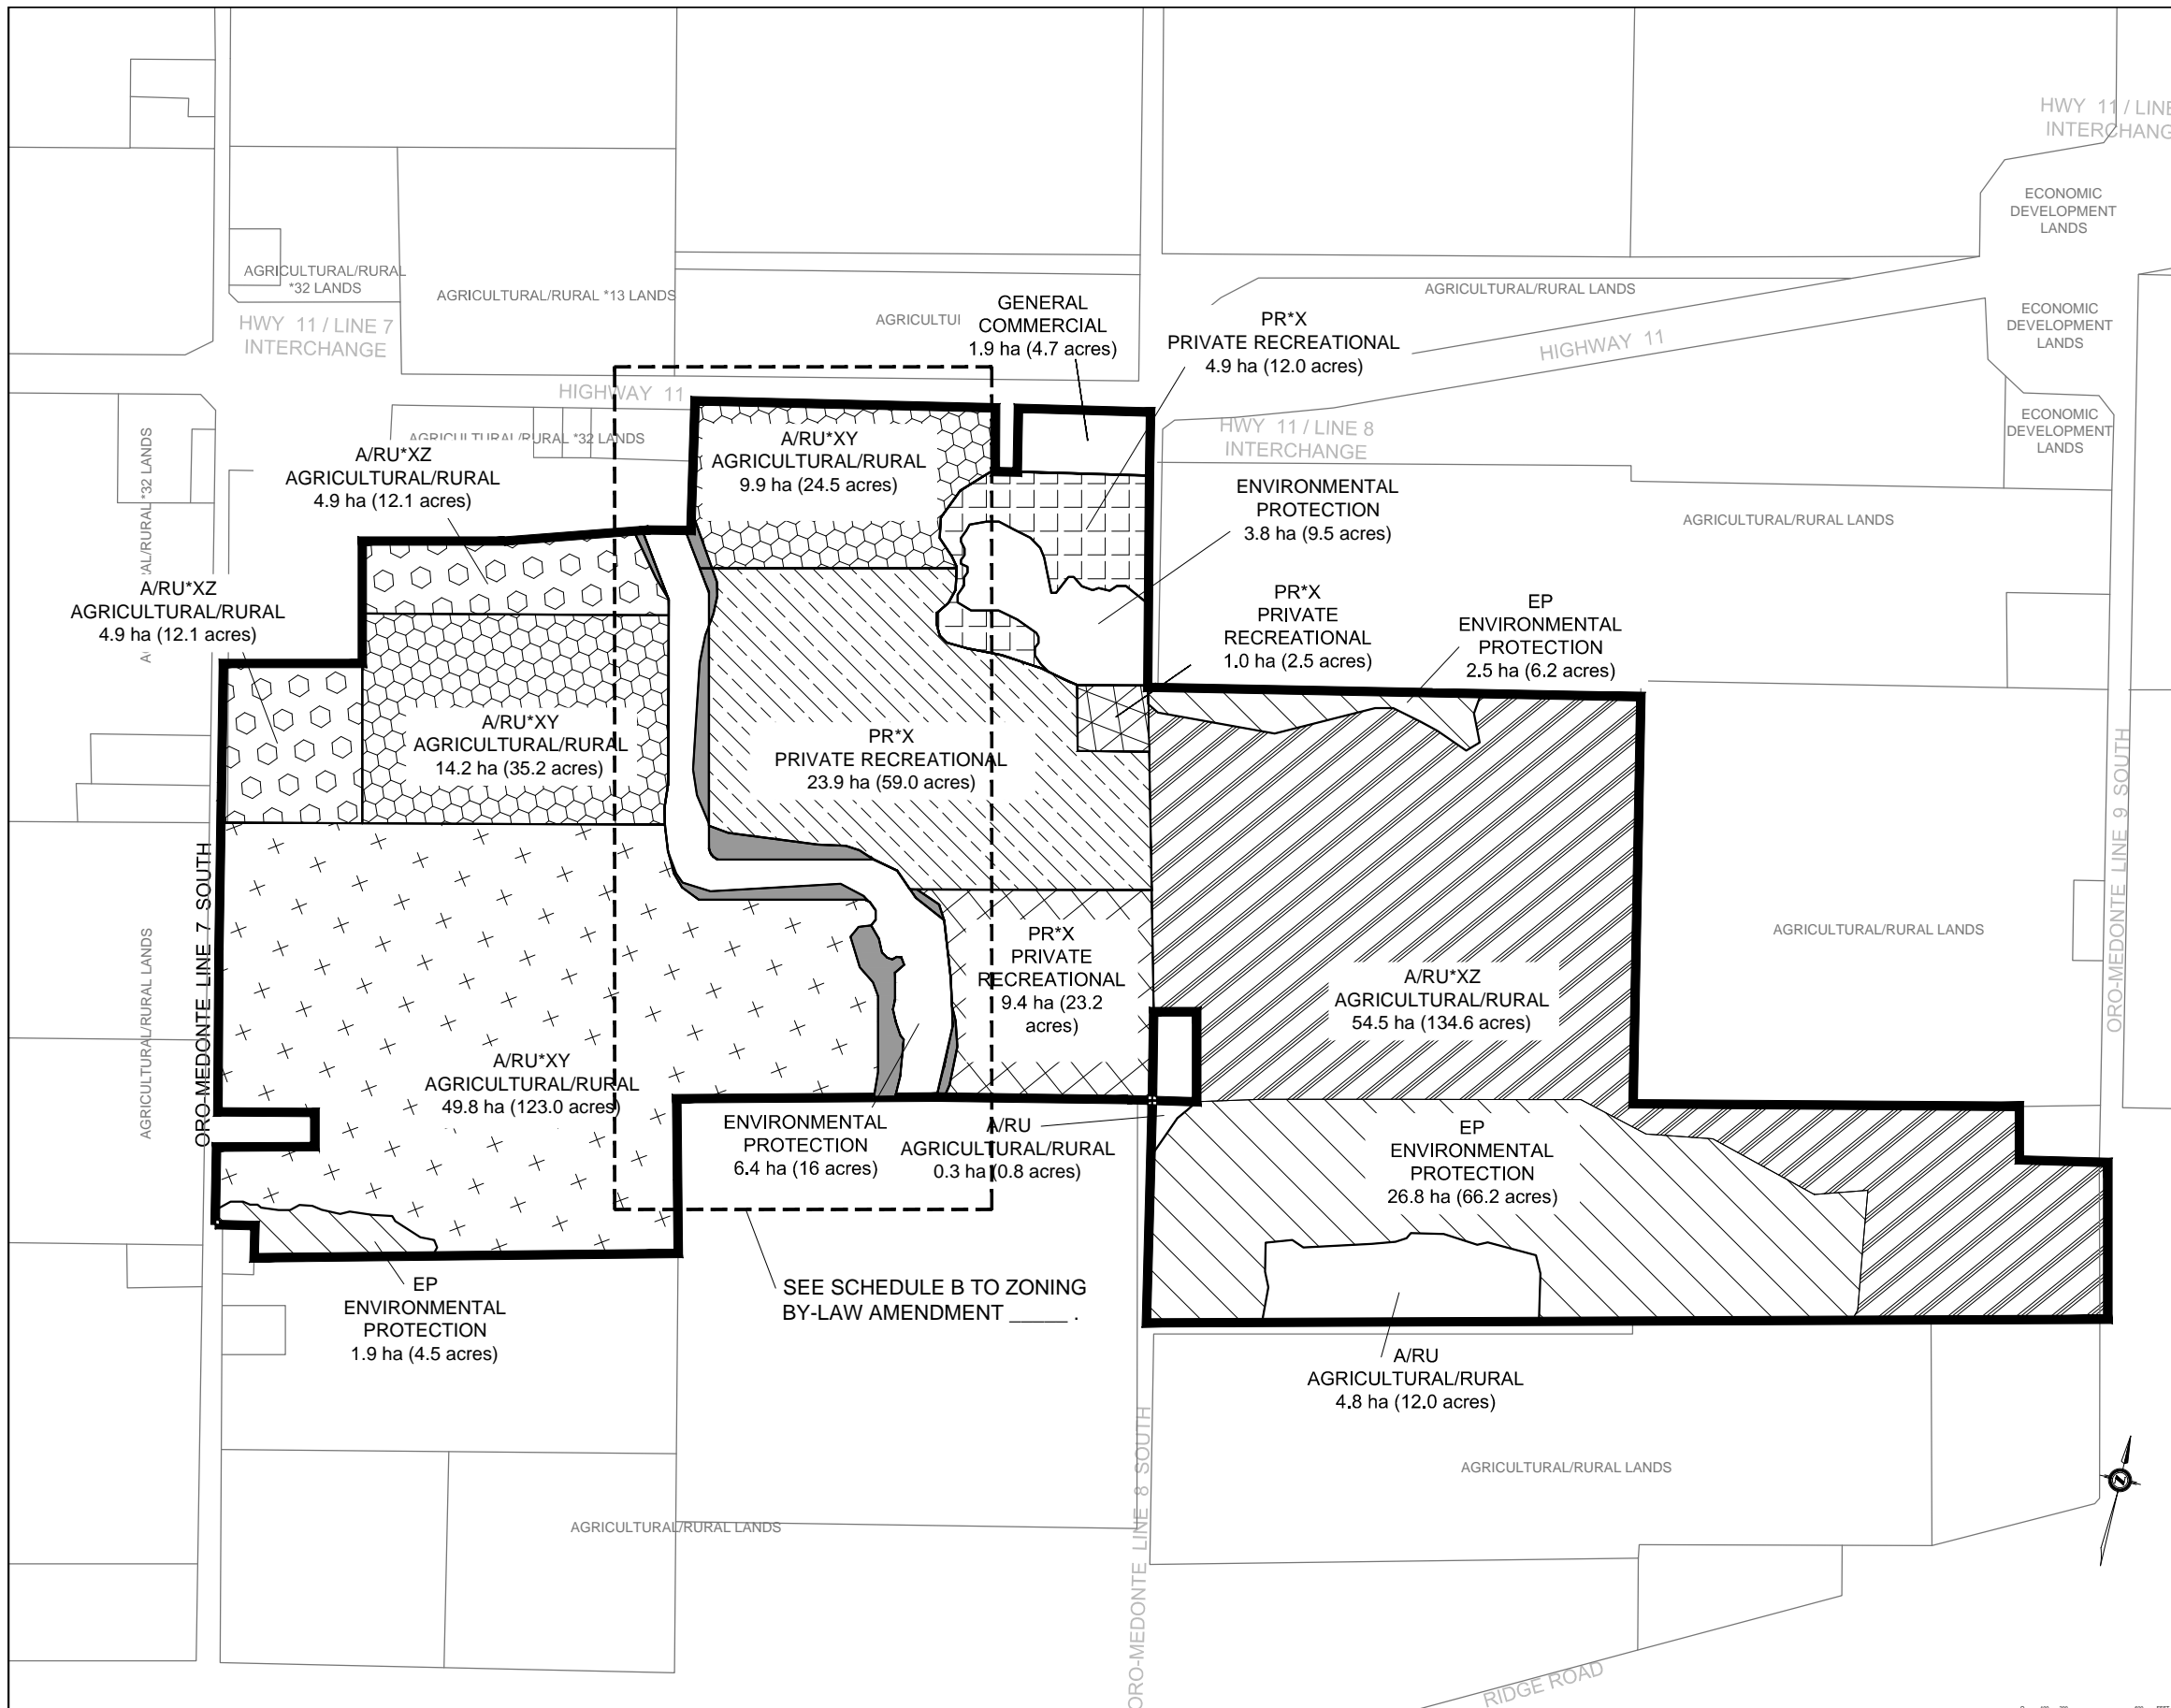 HWY 11 / LINE
INTERCHANG
ECONOMIC
DEVELOPMENT
LANDS
AGRICULTURAL/RURAL
*32 LANDS
AGRICULTURAL/RURAL *13 LANDS
AGRICULTUI
GENERAL
COMMERCIAL
1.9 ha (4.7 acres)
PR*X
PRIVATE RECREATIONAL
4.9 ha (12.0 acres)
AGRICULTURAL/RURAL LANDS
HWY 11 / LINE 7
INTERCHANGE
HIGHWAY 11
ECONOMIC
DEVELOPMENT
LANDS
HIGHWAY 11
AGRICULTURAL/RURAL *32 LANDS
A/RU*XZ
AGRICULTURAL/RURAL
4.9 ha (12.1 acres)
A/RU*XY
AGRICULTURAL/RURAL
9.9 ha (24.5 acres)
HWY 11 / LINE 8
INTERCHANGE
ECONOMIC
DEVELOPMENT
LANDS
ENVIRONMENTAL
PROTECTION
3.8 ha (9.5 acres)
AGRICULTURAL/RURAL LANDS
A/RU*XZ
AGRICULTURAL/RURAL
4.9 ha (12.1 acres)
PR*X
PRIVATE
RECREATIONAL
1.0 ha (2.5 acres)
EP
ENVIRONMENTAL
PROTECTION
2.5 ha (6.2 acres)
A/RU*XY
AGRICULTURAL/RURAL
14.2 ha (35.2 acres)
PR*X
PRIVATE RECREATIONAL
23.9 ha (59.0 acres)
ORO-MEDONTE LINE 7 SOUTH
AGRICULTURAL/RURAL LANDS
ORO-MEDONTE LINE 9 SOUTH
PR*X
PRIVATE
RECREATIONAL
9.4 ha (23.2
acres)
A/RU*XZ
AGRICULTURAL/RURAL
54.5 ha (134.6 acres)
AGRICULTURAL/RURAL LANDS
A/RU*XY
AGRICULTURAL/RURAL
49.8 ha (123.0 acres)
ENVIRONMENTAL
PROTECTION
6.4 ha (16 acres)
A/RU
AGRICULTURAL/RURAL
0.3 ha (0.8 acres)
EP
ENVIRONMENTAL
PROTECTION
26.8 ha (66.2 acres)
EP
ENVIRONMENTAL
PROTECTION
1.9 ha (4.5 acres)
SEE SCHEDULE B TO ZONING
BY-LAW AMENDMENT _____ .
A/RU
AGRICULTURAL/RURAL
4.8 ha (12.0 acres)
AGRICULTURAL/RURAL LANDS
AGRICULTURAL/RURAL LANDS
ORO-MEDONTE LINE 8 SOUTH
RIDGE ROAD
Z